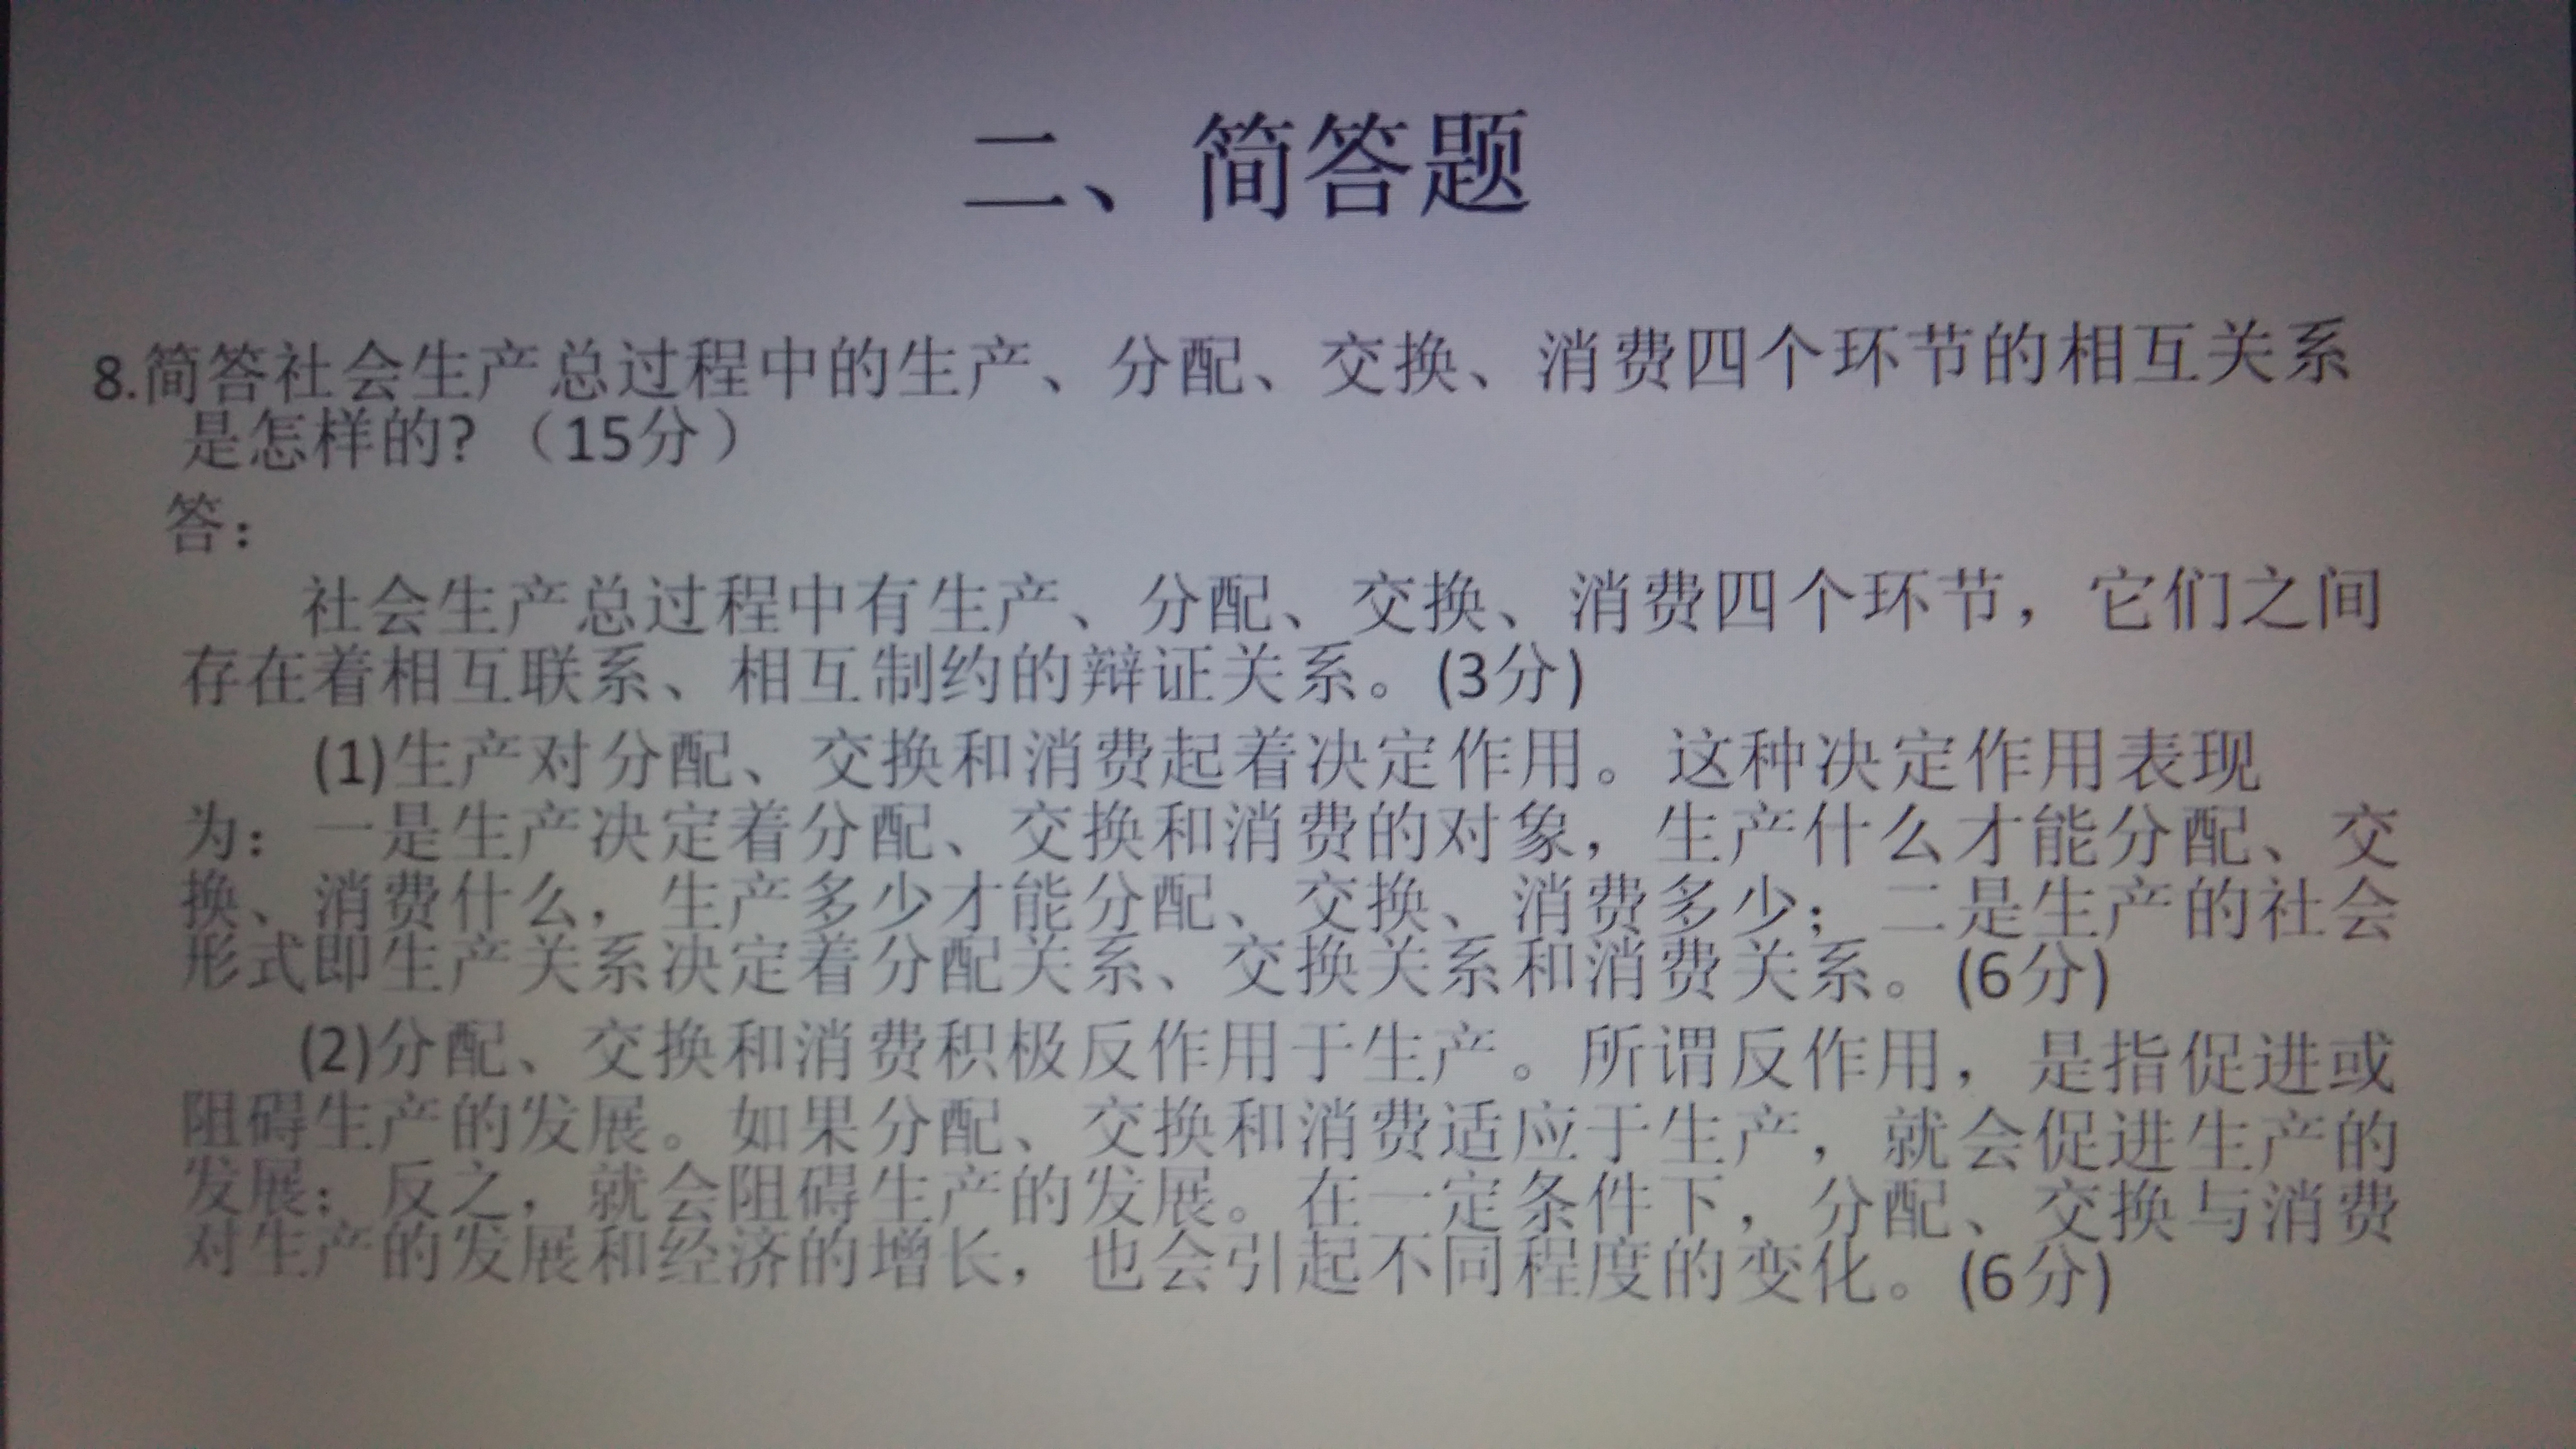 二、简答题
8.简答社会生产总过程中的生产、分配、交换、消费四个环节的相互关系
是怎样的?（15分）
答：
社会生产总过程中有生产、分配、交换、消费四个环节，它们之间
存在着相互联系、相互制约的辩证关系。(3分)
(1)生产对分配、交换和消费起着决定作用。这种决定作用表现
为：一是生产决定着分配、交换和消费的对象，生产什么才能分配、交
换、消费什么，生产多少才能分配、交换、消费多少；二是生产的社会
形式即生产关系决定着分配关系、交换关系和消费关系。(6分)
(2)分配、交换和消费积极反作用于生产。所谓反作用，是指促进或
阻碍生产的发展。如果分配、交换和消费适应于生产，就会促进生产的
发展；反之，就会阻碍生产的发展。在一定条件下，分配、交换与消费
对生产的发展和经济的增长，也会引起不同程度的变化。(6分)